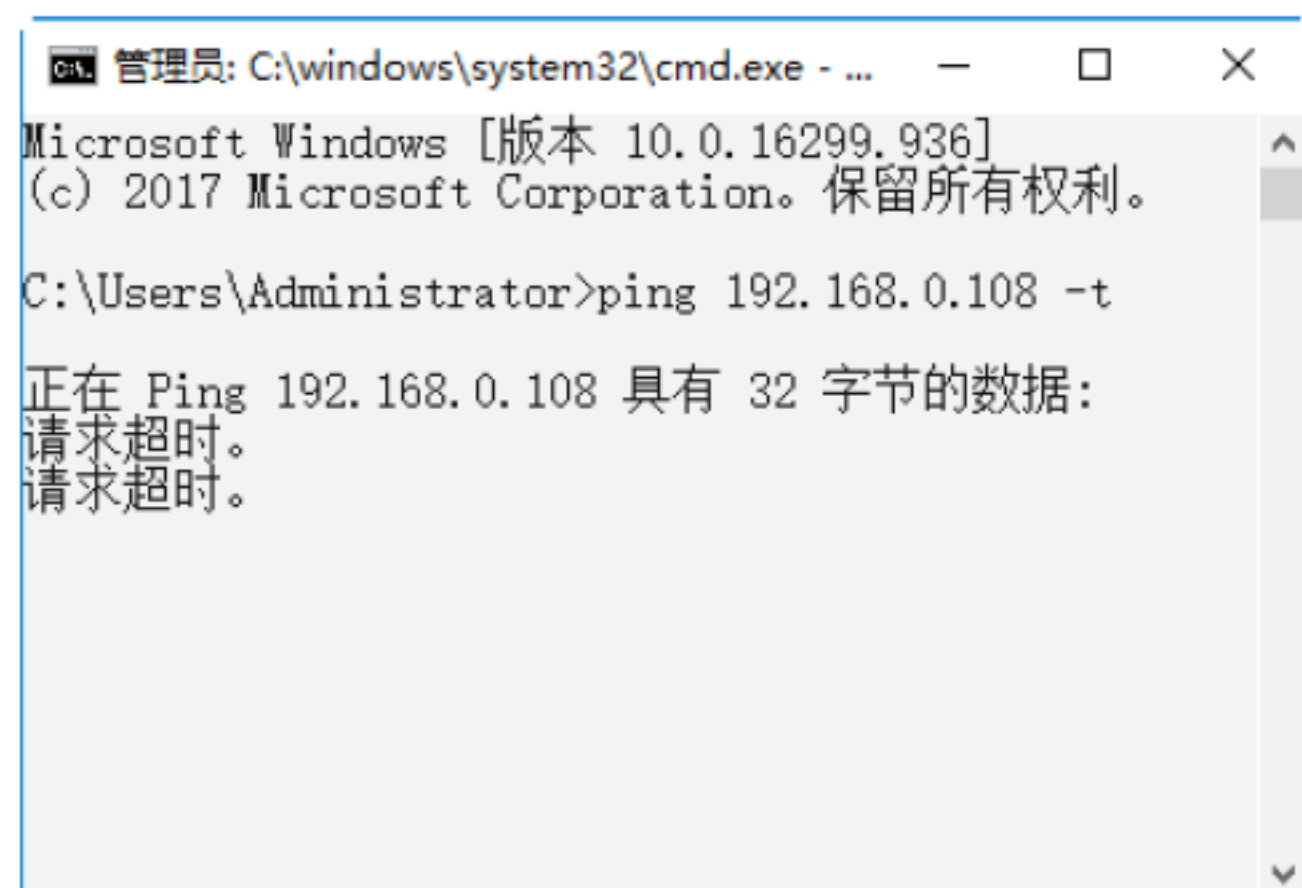 管理员: C:\windows\system32\cmd.exe - ...
Microsoft Windows [版本 10.0.16299.936]
(c) 2017 Microsoft Corporation。保留所有权利。
C:\Users\Administrator>ping 192.168.0.108 -t
正在 Ping 192.168.0.108 具有 32 字节的数据:
请求超时。
请求超时。